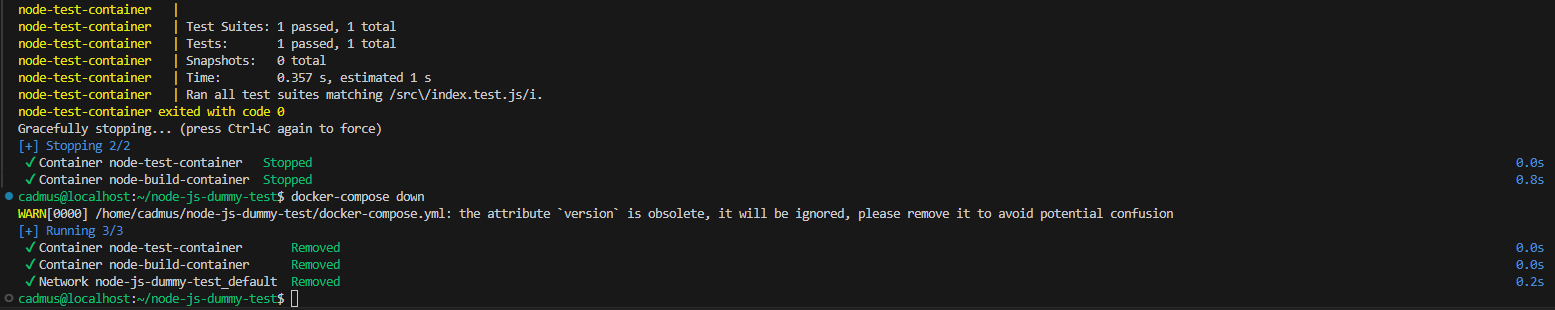 node-test-container   |
node-test-container   | Test Suites: 1 passed, 1 total
node-test-container   | Tests:       1 passed, 1 total
node-test-container   | Snapshots:   0 total
node-test-container   | Time:        0.357 s, estimated 1 s
node-test-container   | Ran all test suites matching /src\/index.test.js/i.
node-test-container exited with code 0
Gracefully stopping... (press Ctrl+C again to force)
[+] Stopping 2/2
 ✓ Container node-test-container   Stopped 0.0s
 ✓ Container node-build-container  Stopped 0.8s
cadmus@localhost:~/node-js-dummy-test$ docker-compose down
WARN[0000] /home/cadmus/node-js-dummy-test/docker-compose.yml: the attribute `version` is obsolete, it will be ignored, please remove it to avoid potential confusion
[+] Running 3/3
 ✓ Container node-test-container       Removed 0.0s
 ✓ Container node-build-container      Removed 0.0s
 ✓ Network node-js-dummy-test_default  Removed 0.2s
cadmus@localhost:~/node-js-dummy-test$